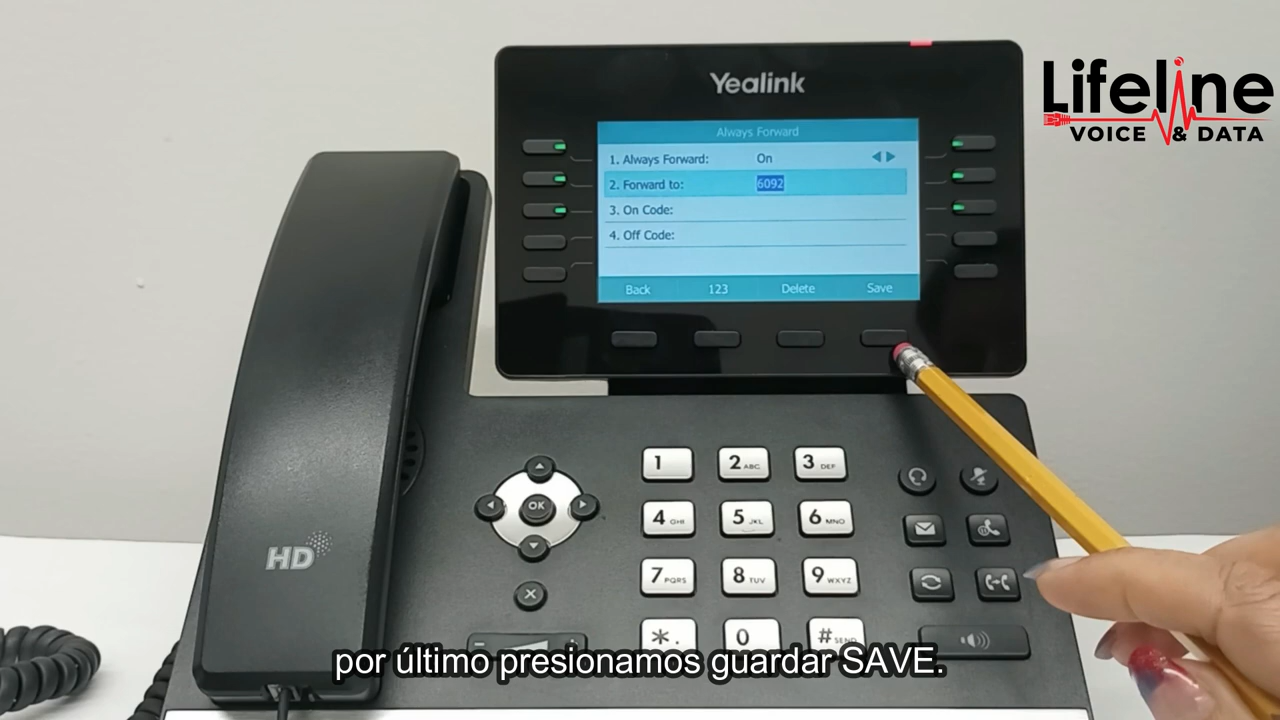 Yealink
Lifeline
VOICE & DATA
Always Forward
1. Always Forward: On
2. Forward to: 6092
3. On Code:
4. Off Code:
Back 123 Delete Save
1 2 ABC 3 DEF
OK
4 GHI 5 JKL 6 MNO
HD
7 PQRS 8 TUV 9 WXYZ
*. 0 # SEND
por último presionamos guardar SAVE.